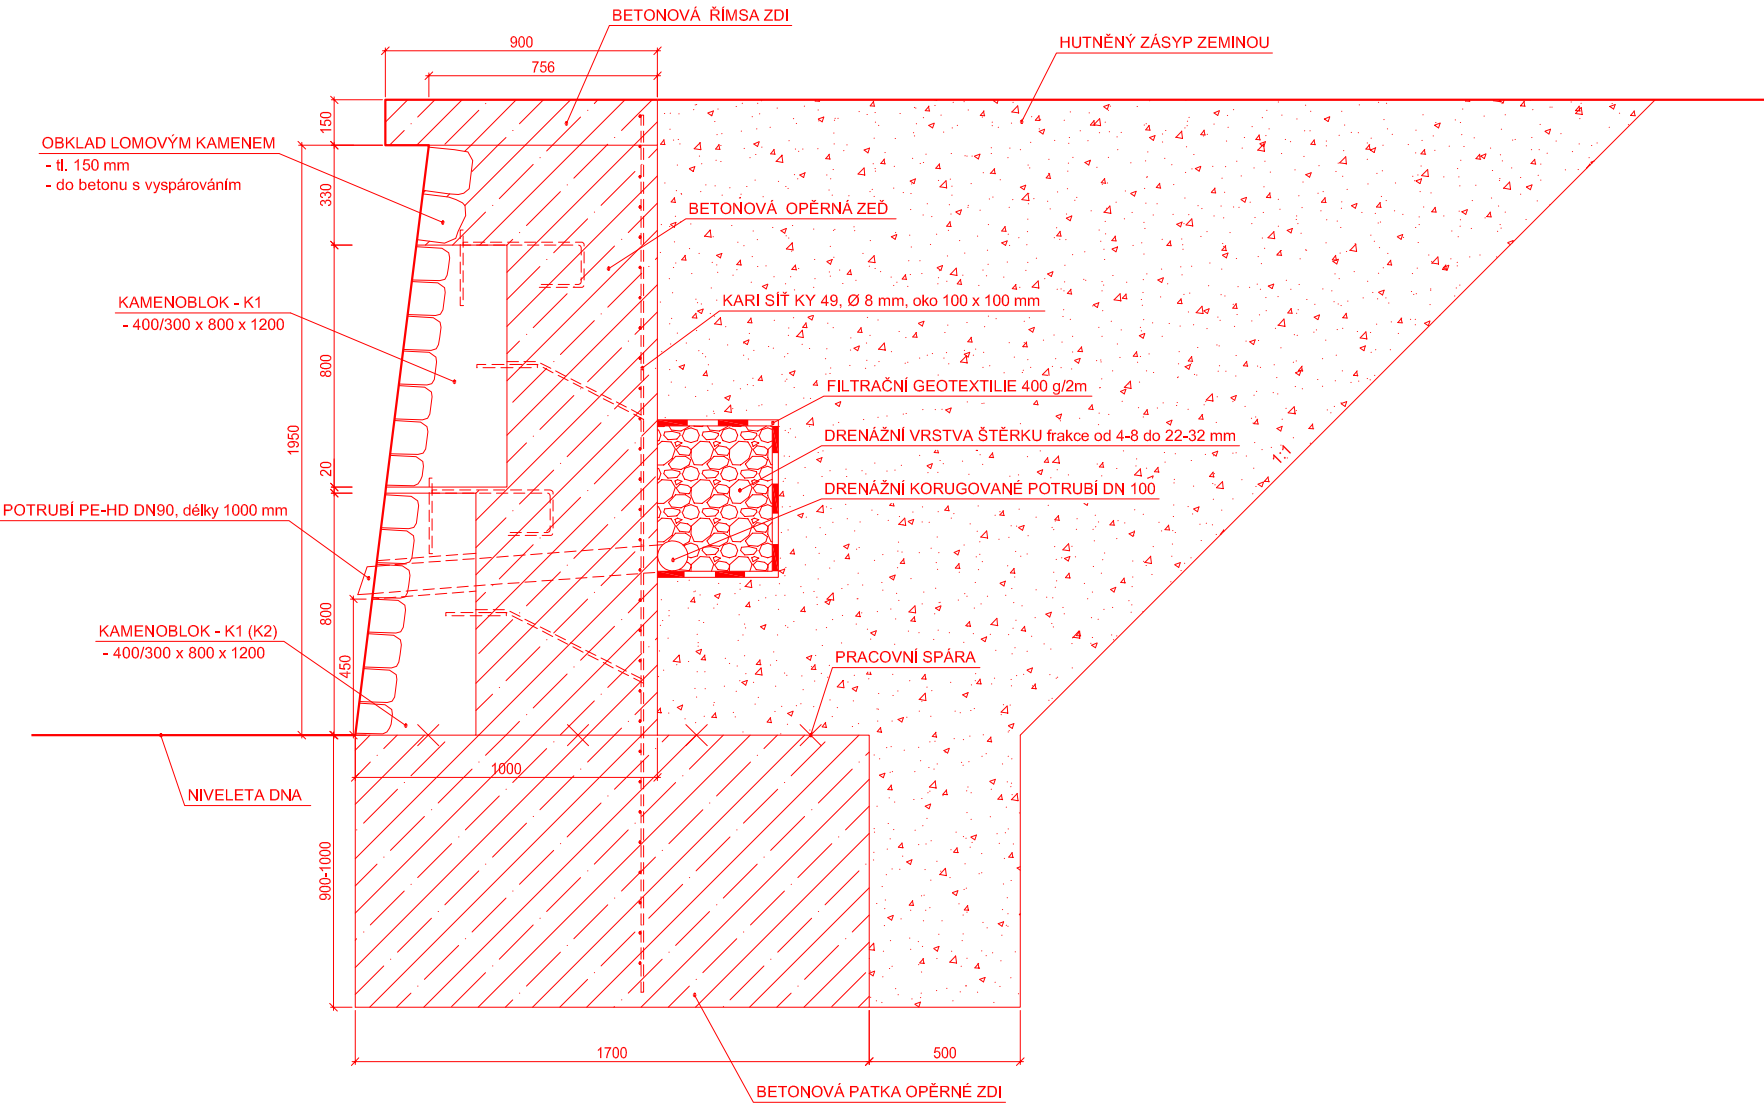 BETONOVÁ ŘÍMSA ZDI
900
HUTNĚNÝ ZÁSYP ZEMINOU
756
150
OBKLAD LOMOVÝM KAMENEM
- tl. 150 mm
- do betonu s vyspárováním
330
BETONOVÁ OPĚRNÁ ZEĎ
KAMENOBLOK - K1
- 400/300 x 800 x 1200
KARI SÍŤ KY 49, Ø 8 mm, oko 100 x 100 mm
800
FILTRAČNÍ GEOTEXTILIE 400 g/2m
1950
DRENÁŽNÍ VRSTVA ŠTĚRKU frakce od 4-8 do 22-32 mm
1:1
20
DRENÁŽNÍ KORUGOVANÉ POTRUBÍ DN 100
POTRUBÍ PE-HD DN90, délky 1000 mm
800
KAMENOBLOK - K1 (K2)
- 400/300 x 800 x 1200
450
PRACOVNÍ SPÁRA
1000
NIVELETA DNA
900-1000
1700
500
BETONOVÁ PATKA OPĚRNÉ ZDI